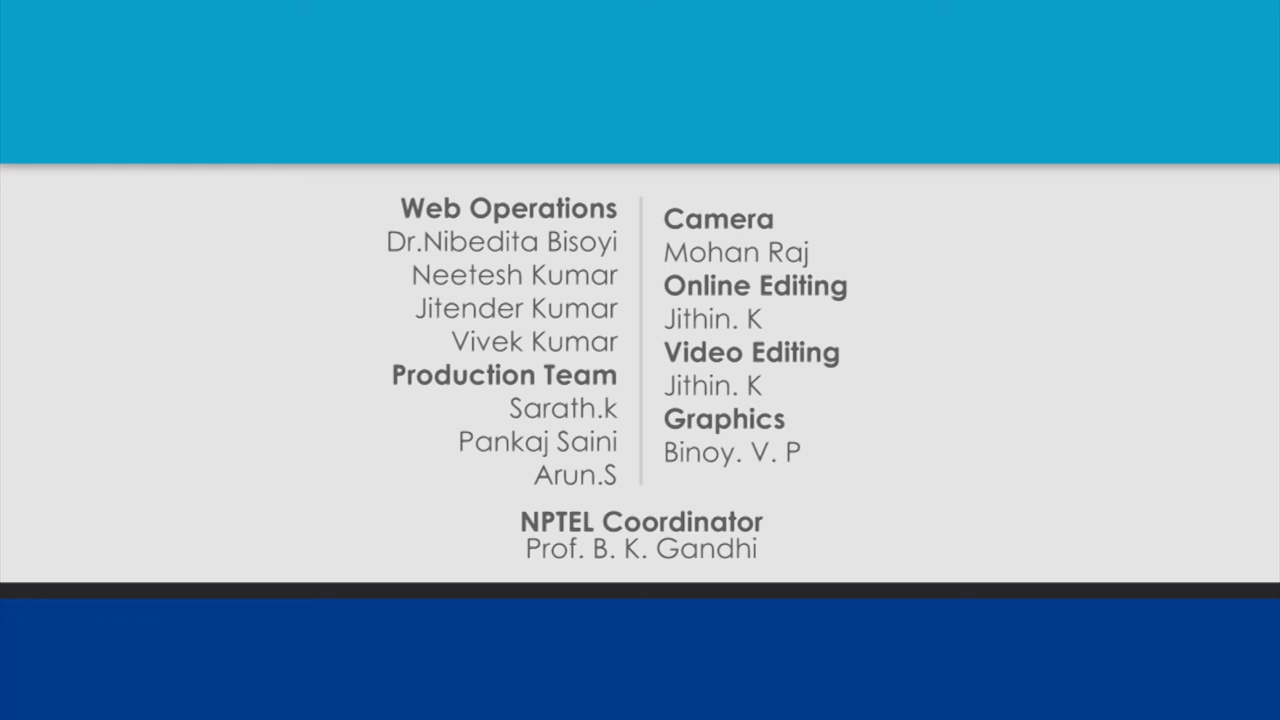 Web Operations
Dr.Nibedita Bisoyi
Neetesh Kumar
Jitender Kumar
Vivek Kumar
Production Team
Sarath.k
Pankaj Saini
Arun.S
Camera
Mohan Raj
Online Editing
Jithin. K
Video Editing
Jithin. K
Graphics
Binoy. V. P
NPTEL Coordinator
Prof. B. K. Gandhi